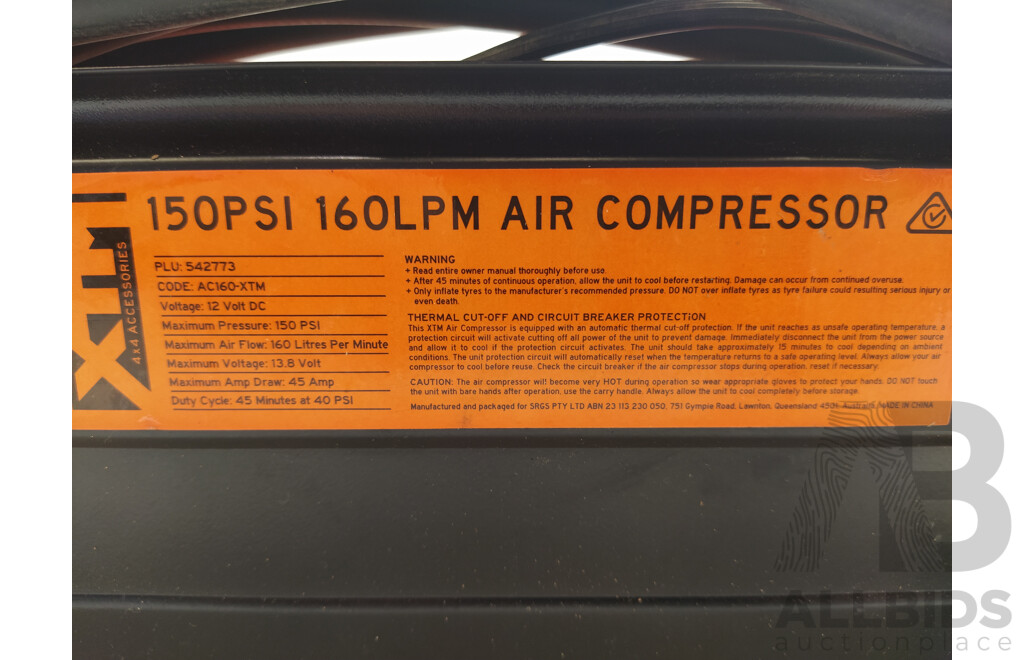 XTM
4x4 ACCESSORIES
150PSI 160LPM AIR COMPRESSOR
PLU: 542773
CODE: AC160-XTM
Voltage: 12 Volt DC
Maximum Pressure: 150 PSI
Maximum Air Flow: 160 Litres Per Minute
Maximum Voltage: 13.8 Volt
Maximum Amp Draw: 45 Amp
Duty Cycle: 45 Minutes at 40 PSI
WARNING
+ Read entire owner manual thoroughly before use.
+ After 45 minutes of continuous operation, allow the unit to cool before restarting. Damage can occur from continued overuse.
+ Only inflate tyres to the manufacturer's recommended pressure. DO NOT over inflate tyres as tyre failure could resulting serious injury or
even death.
THERMAL CUT-OFF AND CIRCUIT BREAKER PROTECTiON
This XTM Air Compressor is equipped with an automatic thermal cut-off protection. If the unit reaches as unsafe operating temperature, a
protection circuit will activate cutting off all power of the unit to prevent damage. Immediately disconnect the unit from the power source
and allow it to cool if the protection circuit activates. The unit should take approximately 15 minutes to cool depending on ambient
conditions. The unit protection circuit will automatically reset when the temperature returns to a safe operating level. Always allow your air
compressor to cool before reuse. Check the circuit breaker if the air compressor stops during operation, reset if necessary.
CAUTION: The air compressor will become very HOT during operation so wear appropriate gloves to protect your hands. DO NOT touch
the unit with bare hands after operation, use the carry handle. Always allow the unit to cool completely before storage.
Manufactured and packaged for SRGS PTY LTD ABN 23 113 230 050, 751 Gympie Road, Lawnton, Queensland 4501, Australia MADE IN CHINA
AB
ALLBIDS
auctionplace